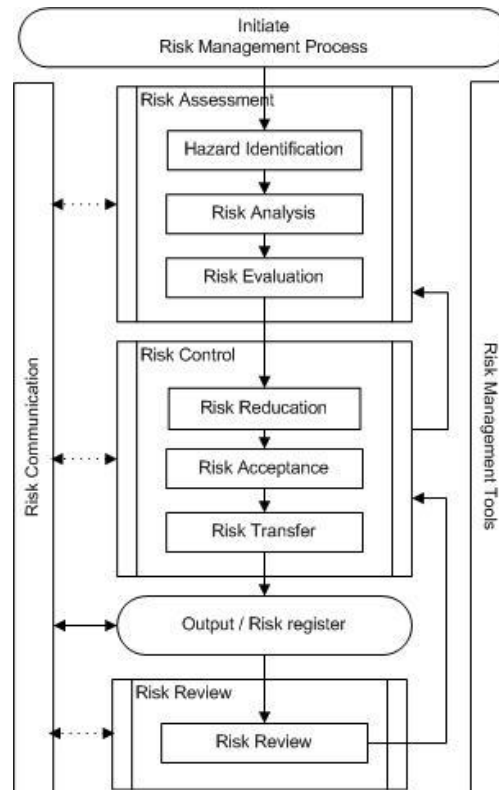 Initiate
Risk Management Process
Risk Assessment
Hazard Identification
Risk Analysis
Risk Evaluation
Risk Control
Risk Reducation
Risk Acceptance
Risk Transfer
Output / Risk register
Risk Review
Risk Review
Risk Communication
Risk Management Tools